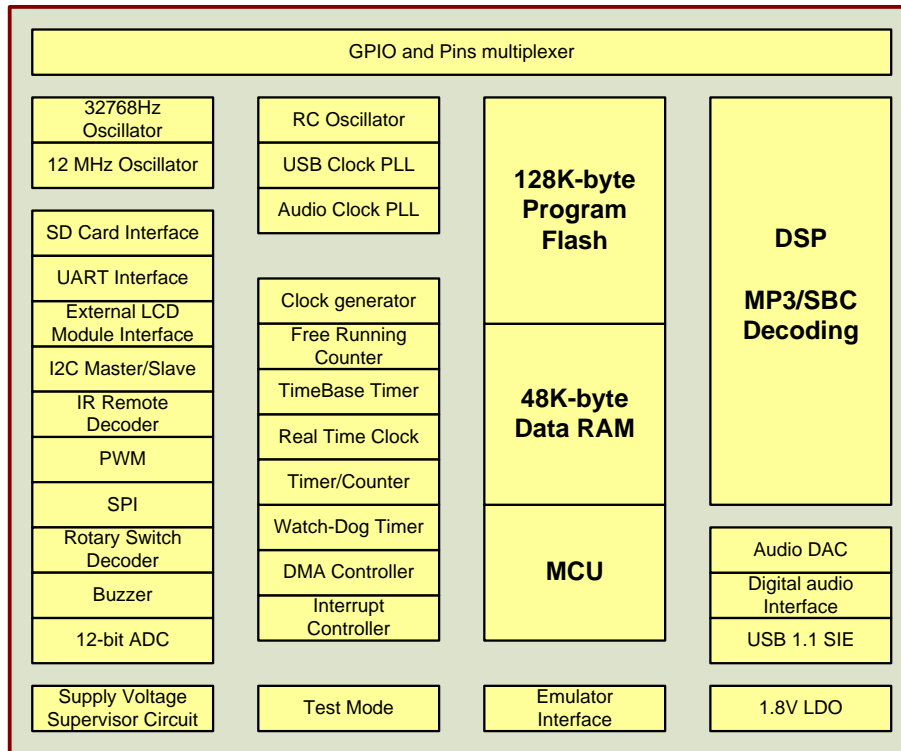 GPIO and Pins multiplexer
32768Hz
Oscillator
12 MHz Oscillator
SD Card Interface
UART Interface
External LCD
Module Interface
I2C Master/Slave
IR Remote
Decoder
PWM
SPI
Rotary Switch
Decoder
Buzzer
12-bit ADC
Supply Voltage
Supervisor Circuit
RC Oscillator
USB Clock PLL
Audio Clock PLL
Clock generator
Free Running
Counter
TimeBase Timer
Real Time Clock
Timer/Counter
Watch-Dog Timer
DMA Controller
Interrupt
Controller
Test Mode
128K-byte
Program
Flash
48K-byte
Data RAM
MCU
Emulator
Interface
DSP
MP3/SBC
Decoding
Audio DAC
Digital audio
Interface
USB 1.1 SIE
1.8V LDO